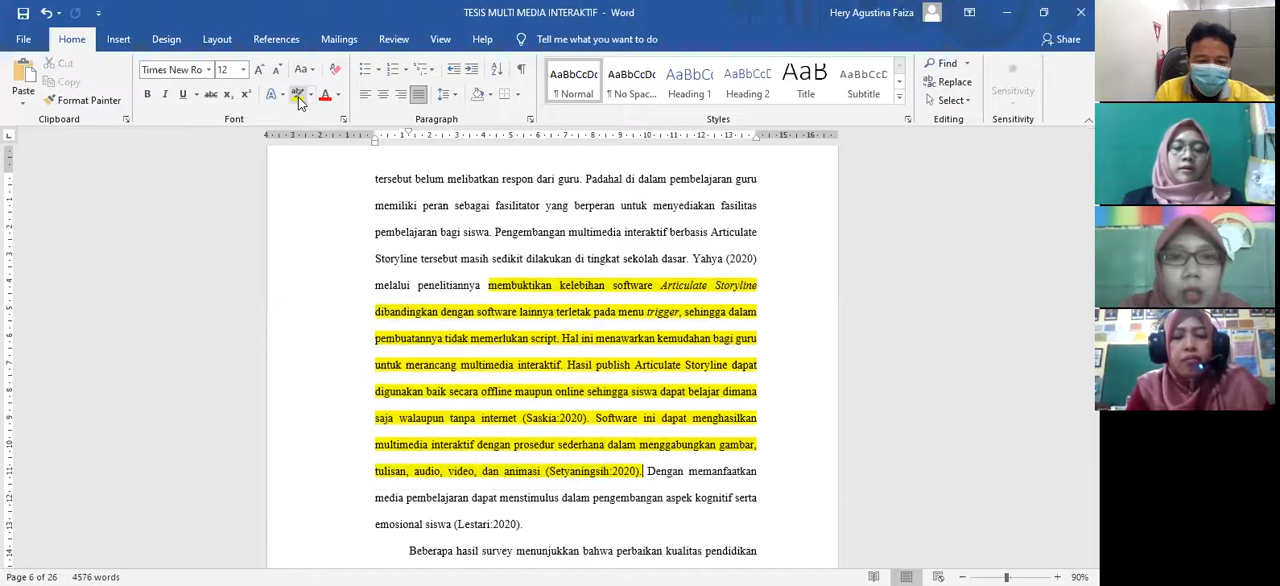 TESIS MULTI MEDIA INTERAKTIF - Word
Hery Agustina Faiza
File Home Insert Design Layout References Mailings Review View Help Tell me what you want to do Share
Paste
Cut
Copy
Format Painter
Clipboard
Times New Ro 12
Font
Paragraph
AaBbCcDc AaBbCcDc AaBbC( AaBbCcD AaB AaBbCcD
¶ Normal ¶ No Spac... Heading 1 Heading 2 Title Subtitle
Styles
Find
Replace
Select
Editing
Sensitivity
Sensitivity
tersebut belum melibatkan respon dari guru. Padahal di dalam pembelajaran guru
memiliki peran sebagai fasilitator yang berperan untuk menyediakan fasilitas
pembelajaran bagi siswa. Pengembangan multimedia interaktif berbasis Articulate
Storyline tersebut masih sedikit dilakukan di tingkat sekolah dasar. Yahya (2020)
melalui penelitiannya membuktikan kelebihan software Articulate Storyline
dibandingkan dengan software lainnya terletak pada menu trigger, sehingga dalam
pembuatannya tidak memerlukan script. Hal ini menawarkan kemudahan bagi guru
untuk merancang multimedia interaktif. Hasil publish Articulate Storyline dapat
digunakan baik secara offline maupun online sehingga siswa dapat belajar dimana
saja walaupun tanpa internet (Saskia:2020). Software ini dapat menghasilkan
multimedia interaktif dengan prosedur sederhana dalam menggabungkan gambar,
tulisan, audio, video, dan animasi (Setyaningsih:2020). Dengan memanfaatkan
media pembelajaran dapat menstimulus dalam pengembangan aspek kognitif serta
emosional siswa (Lestari:2020).
Beberapa hasil survey menunjukkan bahwa perbaikan kualitas pendidikan
Page 6 of 26 4576 words
90%